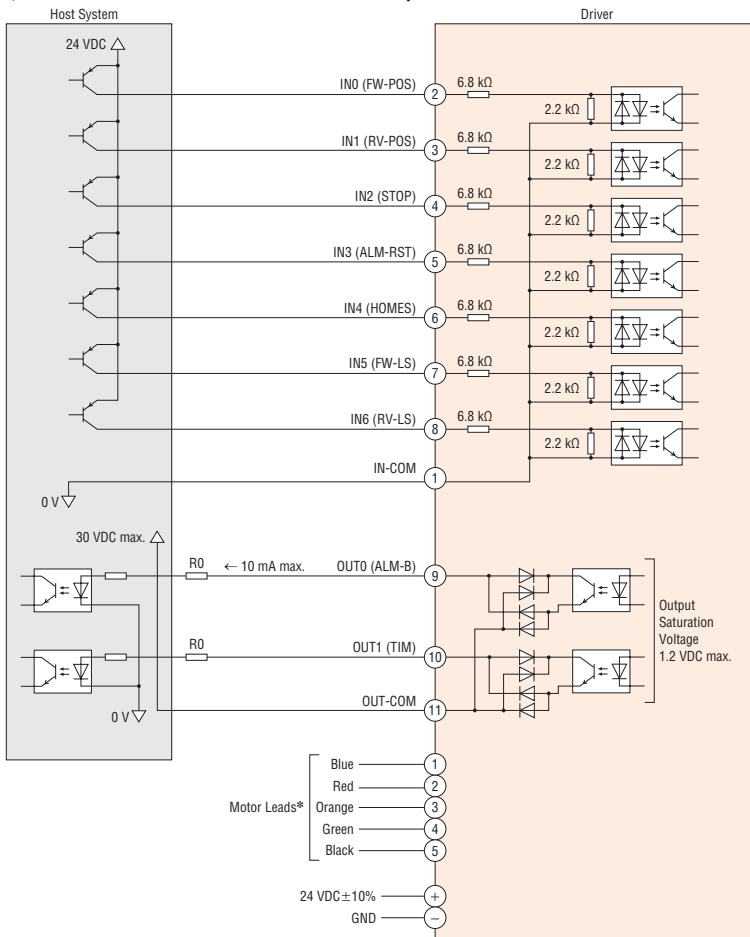 Host System
Driver
24 VDC
IN0 (FW-POS)
2
6.8 kΩ
2.2 kΩ
IN1 (RV-POS)
3
6.8 kΩ
2.2 kΩ
IN2 (STOP)
4
6.8 kΩ
2.2 kΩ
IN3 (ALM-RST)
5
6.8 kΩ
2.2 kΩ
IN4 (HOMES)
6
6.8 kΩ
2.2 kΩ
IN5 (FW-LS)
7
6.8 kΩ
2.2 kΩ
IN6 (RV-LS)
8
6.8 kΩ
2.2 kΩ
IN-COM
1
0 V
30 VDC max.
R0
← 10 mA max.
OUT0 (ALM-B)
9
R0
OUT1 (TIM)
10
OUT-COM
11
0 V
Output
Saturation
Voltage
1.2 VDC max.
Motor Leads*
Blue
1
Red
2
Orange
3
Green
4
Black
5
24 VDC±10%
+
GND
−